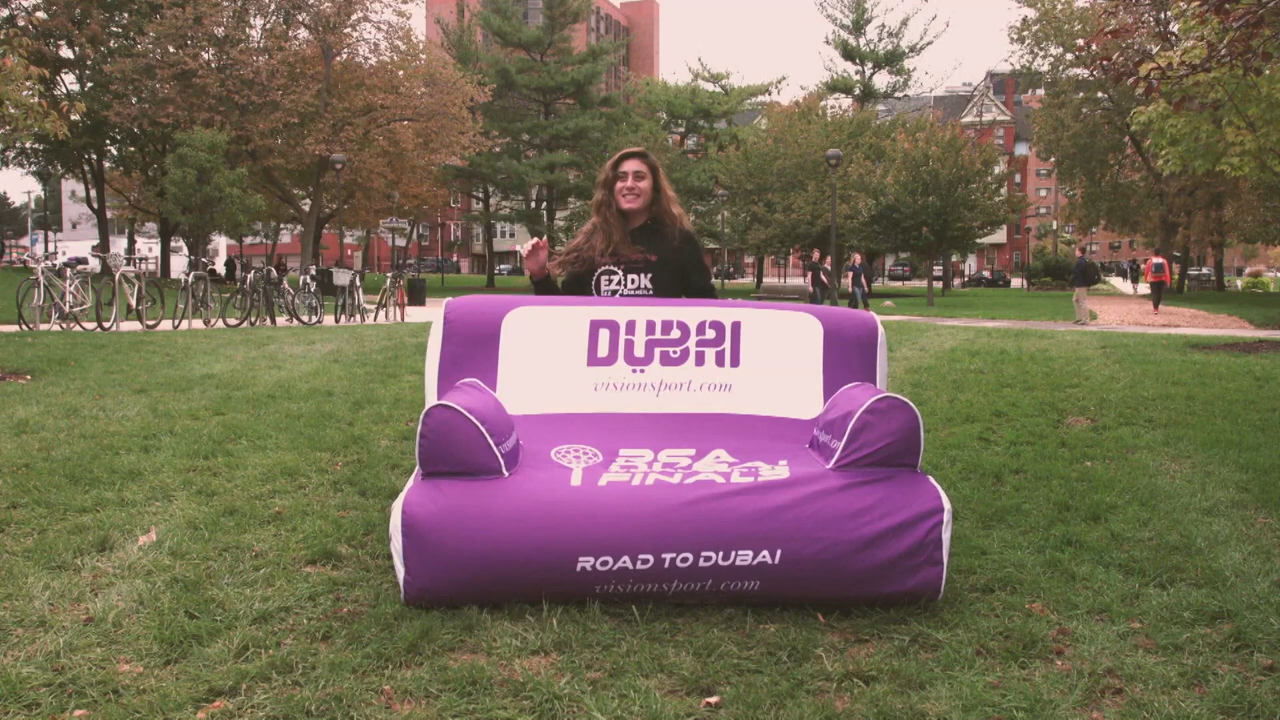 EZ DK
DUBAI
visionsport.com
FINALS
ROAD TO DUBAI
visionsport.com